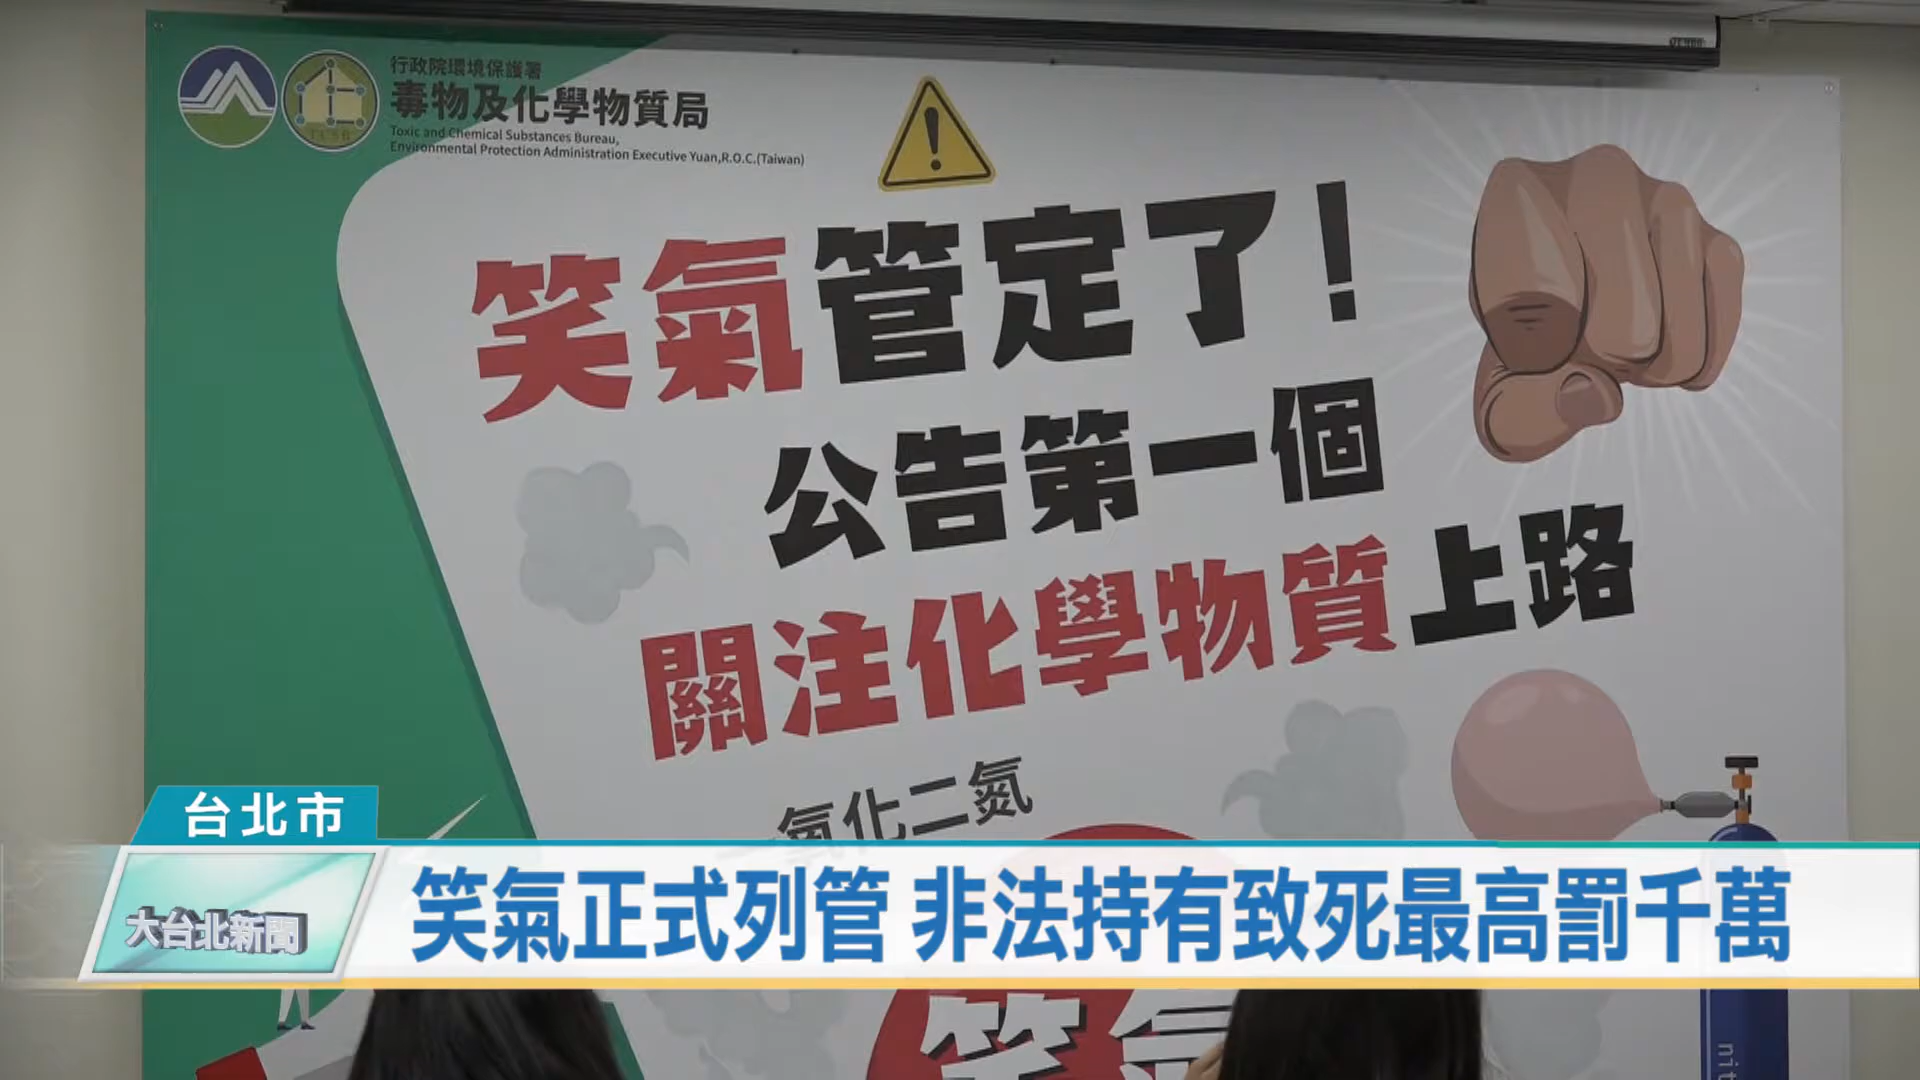 行政院環境保護署
毒物及化學物質局
Toxic and Chemical Substances Bureau,
Environmental Protection Administration Executive Yuan,R.O.C.(Taiwan)
笑氣管定了!
公告第一個
關注化學物質上路
氧化二氮
台北市
大台北新聞
笑氣正式列管 非法持有致死最高罰千萬
笑氣
nit